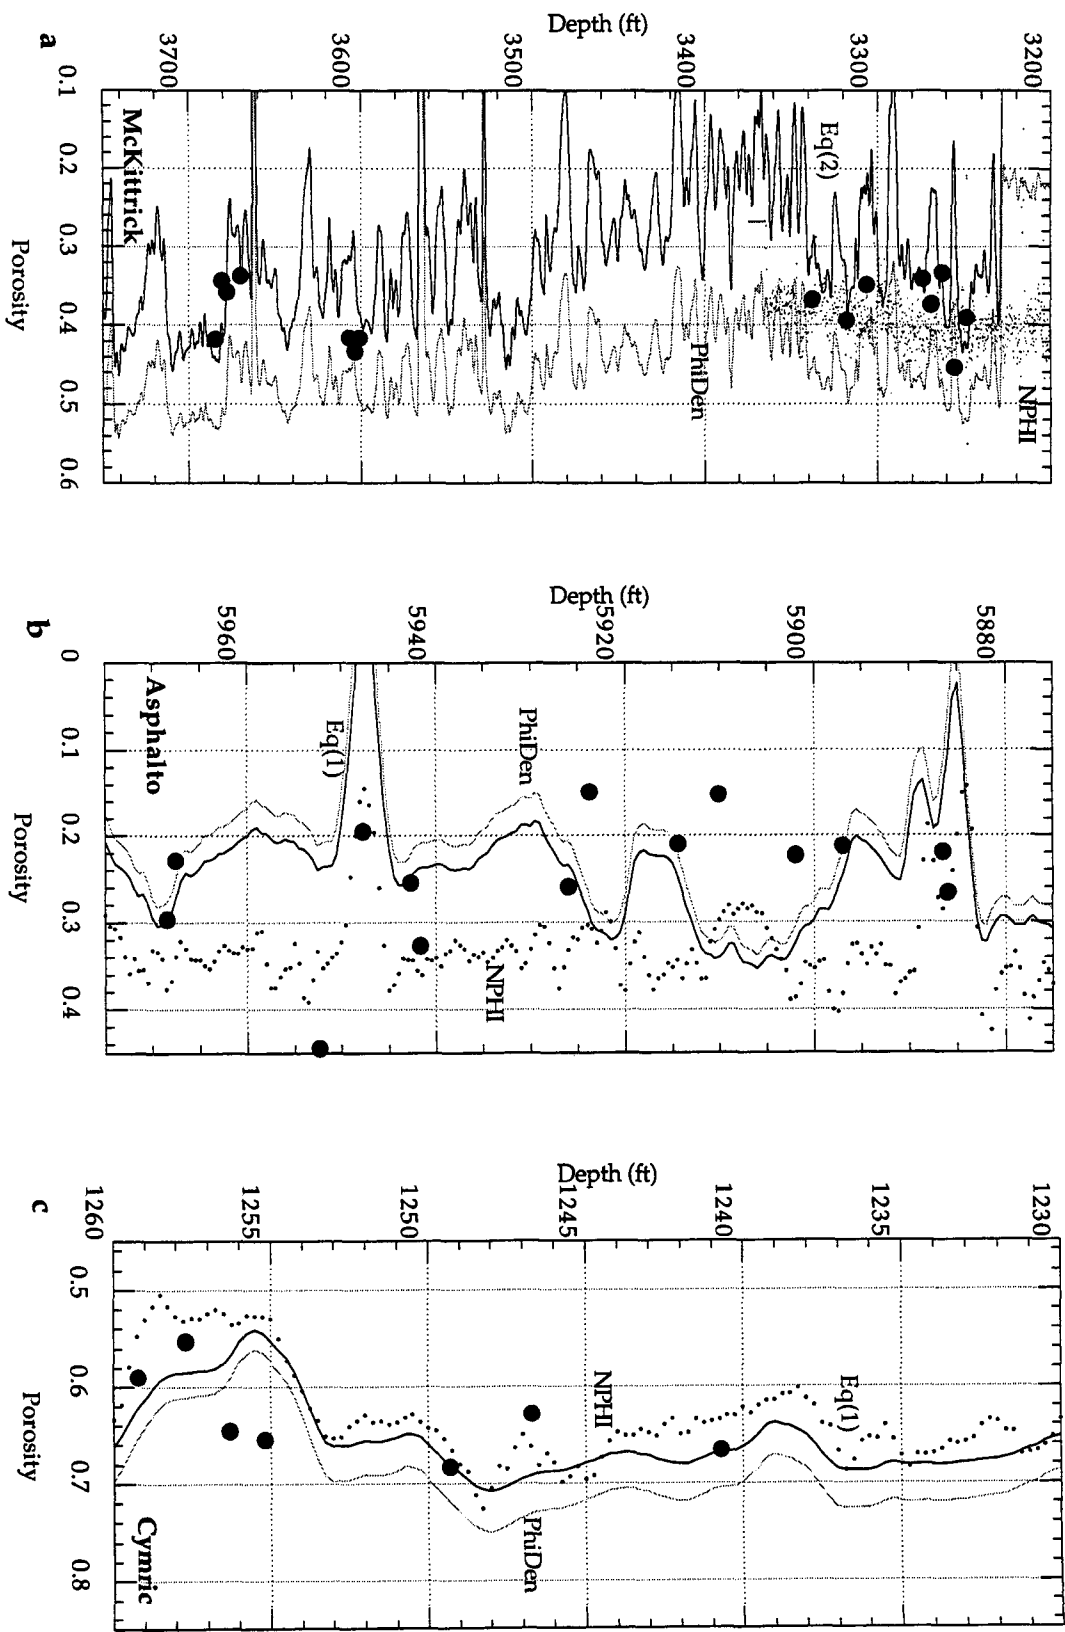 Depth (ft)
3200
3300
3400
3500
3600
3700
0.1
0.2
0.3
0.4
0.5
0.6
Porosity
a
McKittrick
Eq(2)
PhiDen
NPHI
Depth (ft)
5880
5900
5920
5940
5960
0
0.1
0.2
0.3
0.4
Porosity
b
Asphalto
Eq(1)
PhiDen
NPHI
Depth (ft)
1230
1235
1240
1245
1250
1255
1260
0.5
0.6
0.7
0.8
Porosity
c
Cymric
Eq(1)
NPHI
PhiDen